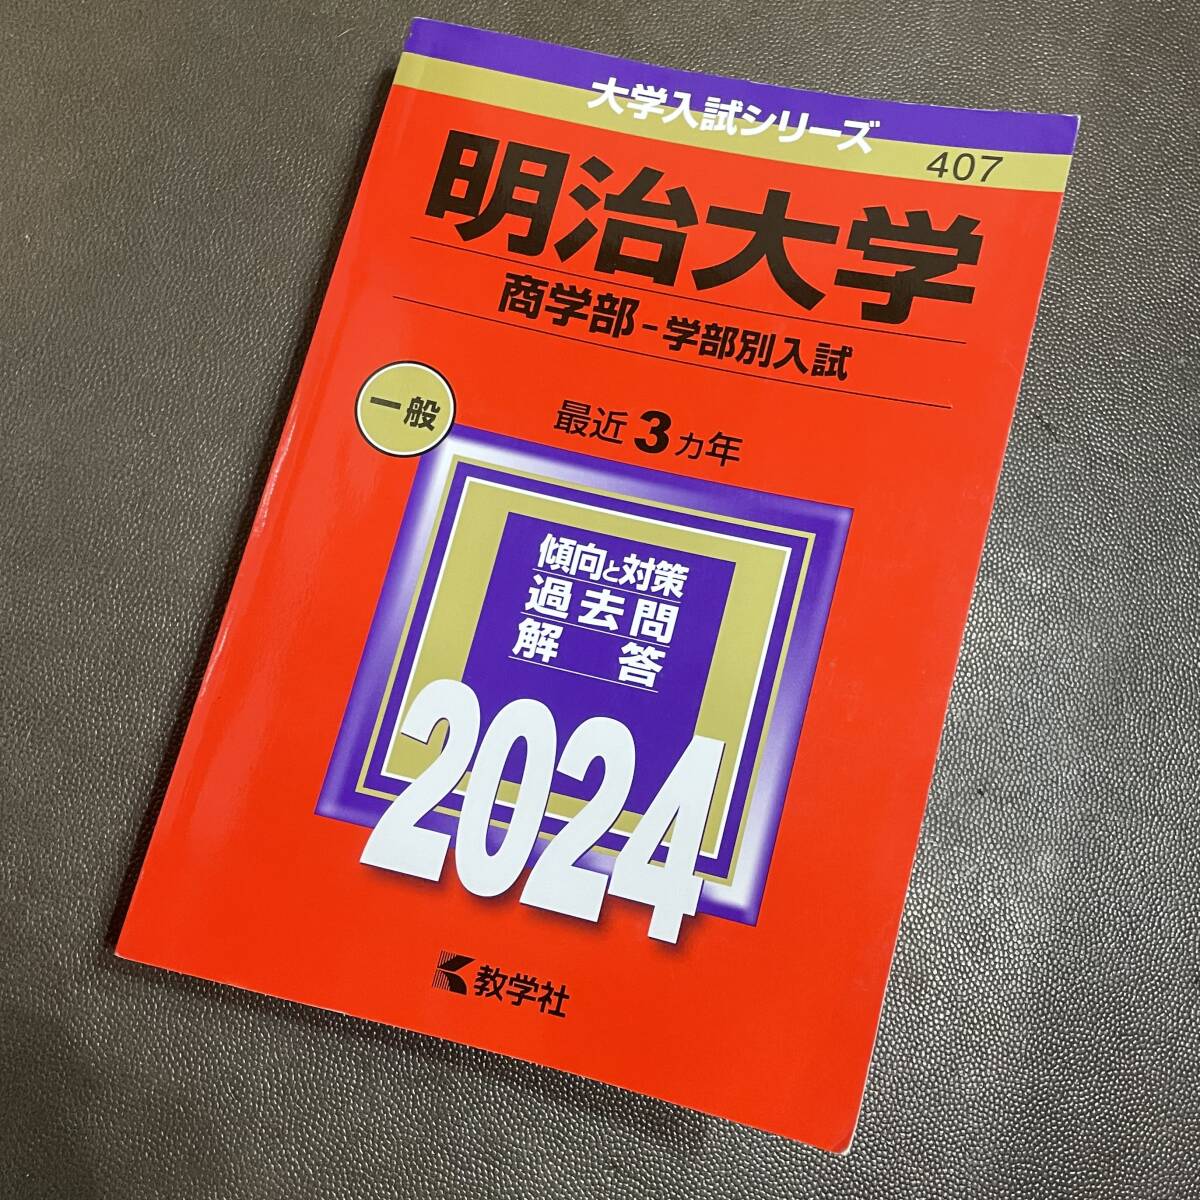 大学入試シリーズ
407
明治大学
商学部-学部別入試
一般
最近3カ年
傾向と対策
過去問
解答
2024
教学社